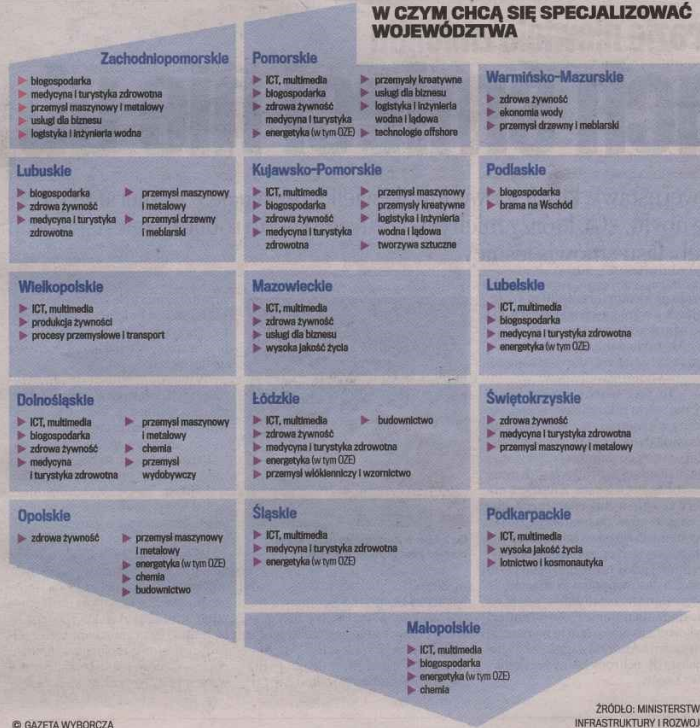 W CZYM CHCĄ SIĘ SPECJALIZOWAĆ
WOJEWÓDZTWA
Zachodniopomorskie
biogospodarka
medycyna i turystyka zdrowotna
przemysł maszynowy i metalowy
usługi dla biznesu
logistyka i inżynieria wodna
Pomorskie
ICT, multimedia
biogospodarka
zdrowa żywność
medycyna i turystyka
energetyka (w tym OZE)
przemysły kreatywne
usługi dla biznesu
logistyka i inżynieria
wodna i lądowa
technologie offshore
Warmińsko-Mazurskie
zdrowa żywność
ekonomia wody
przemysł drzewny i meblarski
Lubuskie
biogospodarka
zdrowa żywność
medycyna i turystyka
zdrowotna
przemysł maszynowy
i metalowy
przemysł drzewny
i meblarski
Kujawsko-Pomorskie
ICT, multimedia
biogospodarka
zdrowa żywność
medycyna i turystyka
zdrowotna
przemysł maszynowy
przemysły kreatywne
logistyka i inżynieria
wodna i lądowa
tworzywa sztuczne
Podlaskie
biogospodarka
brama na Wschód
Wielkopolskie
ICT, multimedia
produkcja żywności
procesy przemysłowe i transport
Mazowieckie
ICT, multimedia
zdrowa żywność
usługi dla biznesu
wysoka jakość życia
Lubelskie
ICT, multimedia
biogospodarka
medycyna i turystyka zdrowotna
energetyka (w tym OZE)
Dolnośląskie
ICT, multimedia
biogospodarka
zdrowa żywność
medycyna
i turystyka zdrowotna
przemysł maszynowy
i metalowy
chemia
przemysł
wydobywczy
Łódzkie
ICT, multimedia
zdrowa żywność
medycyna i turystyka zdrowotna
energetyka (w tym OZE)
przemysł włókienniczy i wzornictwo
budownictwo
Świętokrzyskie
zdrowa żywność
medycyna i turystyka zdrowotna
przemysł maszynowy i metalowy
Opolskie
zdrowa żywność
przemysł maszynowy
i metalowy
energetyka (w tym OZE)
chemia
budownictwo
Śląskie
ICT, multimedia
medycyna i turystyka zdrowotna
energetyka (w tym OZE)
Podkarpackie
ICT, multimedia
wysoka jakość życia
lotnictwo i kosmonautyka
Małopolskie
ICT, multimedia
biogospodarka
energetyka (w tym OZE)
chemia
© GAZETA WYBORCZA
ŹRÓDŁO: MINISTERSTW
INFRASTRUKTURY I ROZWOJ